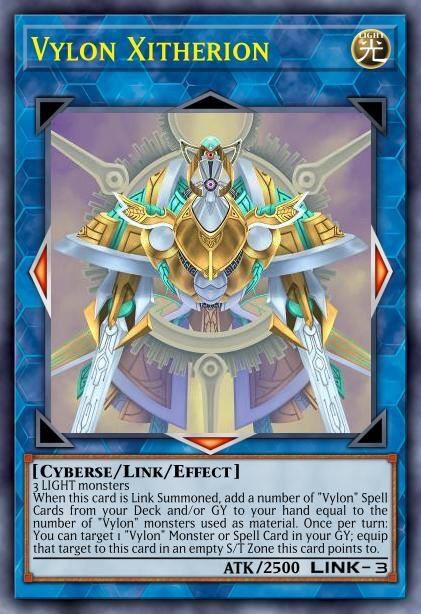 VYLON XITHERION
LIGHT
光
[CYBERSE/LINK/EFFECT]
3 LIGHT monsters
When this card is Link Summoned, add a number of "Vylon" Spell
Cards from your Deck and/or GY to your hand equal to the
number of "Vylon" monsters used as material. Once per turn:
You can target 1 "Vylon" Monster or Spell Card in your GY; equip
that target to this card in an empty S/T Zone this card points to.
ATK/2500 LINK-3